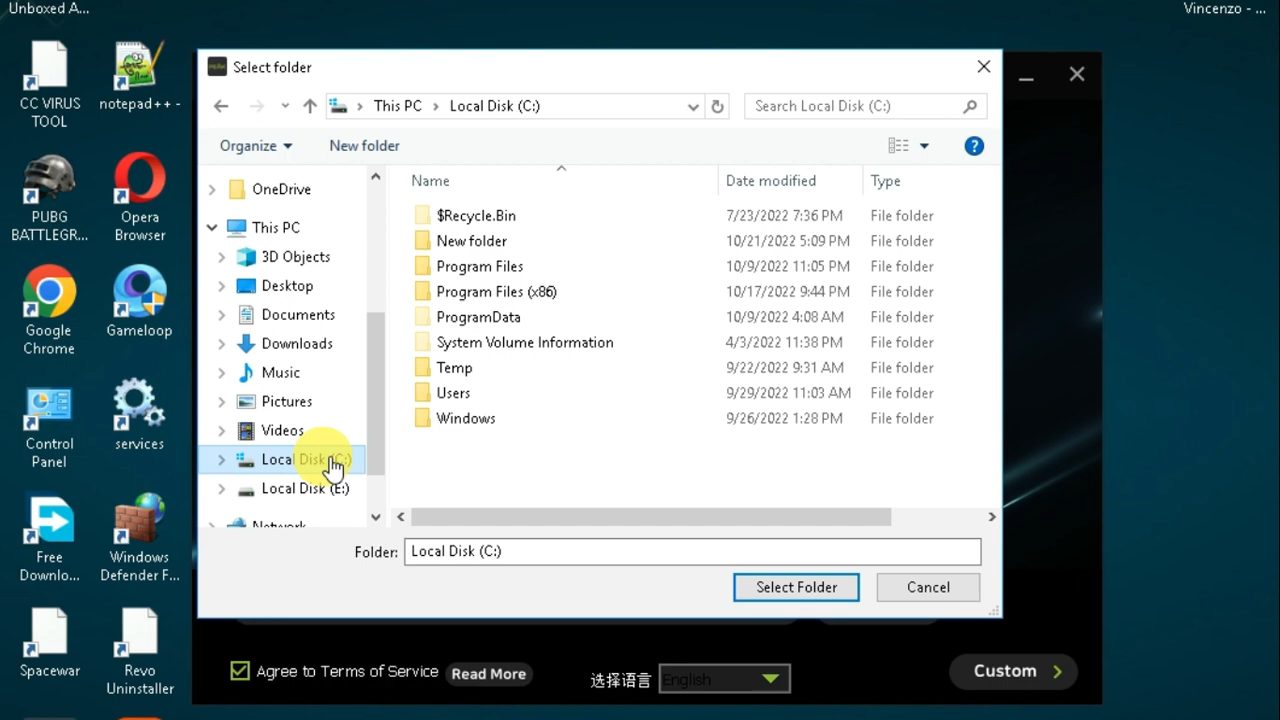 Unboxed A...
Vincenzo - ...
CC VIRUS
TOOL
notepad++ -
PUBG
BATTLEGR...
Opera
Browser
Google
Chrome
Gameloop
Control
Panel
services
Free
Downlo...
Windows
Defender F...
Spacewar
Revo
Uninstaller
Select folder
This PC
Local Disk (C:)
Search Local Disk (C:)
Organize
New folder
?
OneDrive
This PC
3D Objects
Desktop
Documents
Downloads
Music
Pictures
Videos
Local Disk (C:)
Local Disk (E:)
Network
Name Date modified Type
$Recycle.Bin 7/23/2022 7:36 PM File folder
New folder 10/21/2022 5:09 PM File folder
Program Files 10/9/2022 11:05 PM File folder
Program Files (x86) 10/17/2022 9:44 PM File folder
ProgramData 10/9/2022 4:08 AM File folder
System Volume Information 4/3/2022 11:38 PM File folder
Temp 9/22/2022 9:31 AM File folder
Users 9/29/2022 11:03 AM File folder
Windows 9/26/2022 1:28 PM File folder
Folder: Local Disk (C:)
Select Folder Cancel
Agree to Terms of Service Read More 选择语言 English Custom